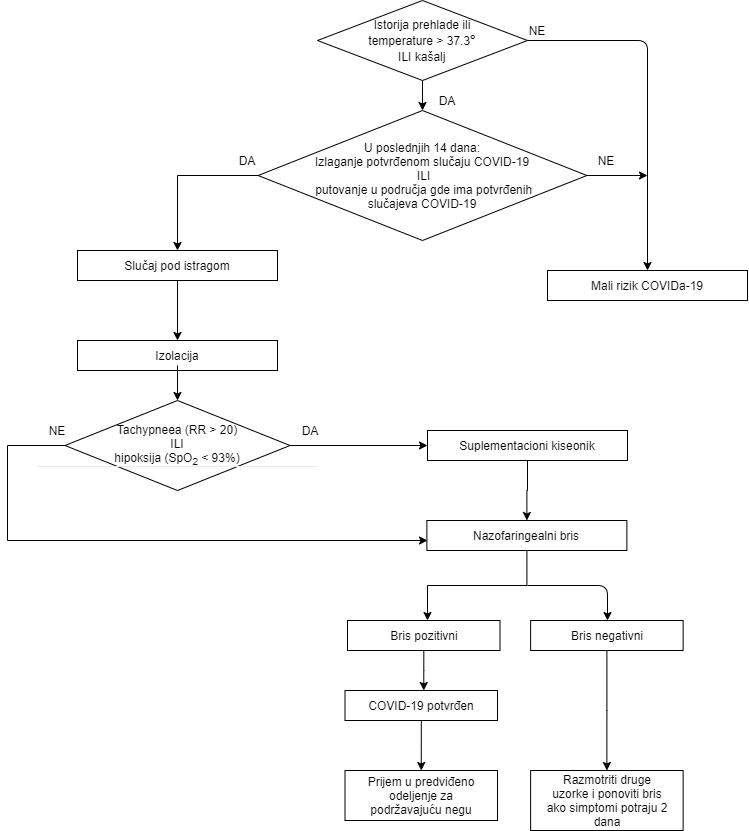 Istorija prehlade ili
temperature > 37.3°
ILI kašalj
NE
DA
U poslednjih 14 dana:
Izlaganje potvrđenom slučaju COVID-19
ILI
putovanje u područja gde ima potvrđenih
slučajeva COVID-19
DA
NE
Slučaj pod istragom
Mali rizik COVIDa-19
Izolacija
Tachypneea (RR > 20)
ILI
hipoksija (SpO₂ < 93%)
NE
DA
Suplementacioni kiseonik
Nazofaringealni bris
Bris pozitivni
Bris negativni
COVID-19 potvrđen
Prijem u predviđeno
odeljenje za
podržavajuću negu
Razmotriti druge
uzorke i ponoviti bris
ako simptomi potraju 2
dana